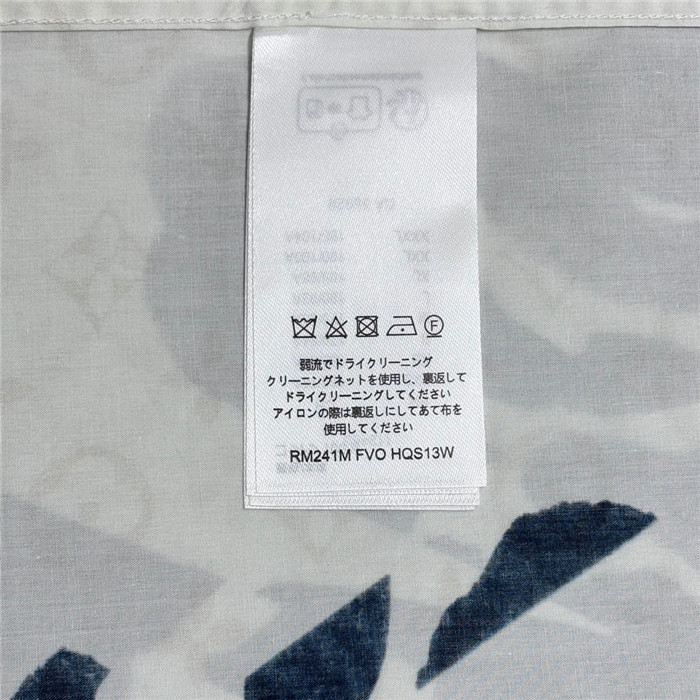 弱流でドライクリーニング
クリーニングネットを使用し、裏返して
ドライクリーニングしてください
アイロンの際は裏返しにしてあて布を
使用してください
RM241M FVO HQS13W